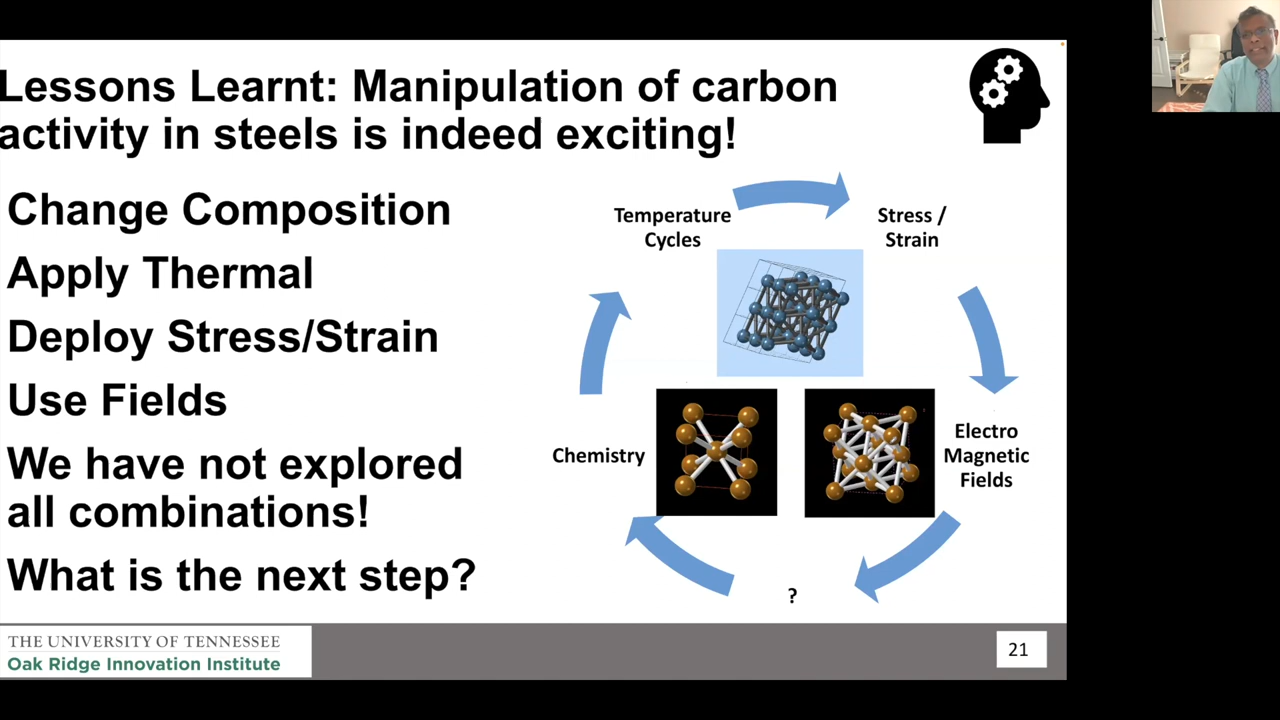 Lessons Learnt: Manipulation of carbon
activity in steels is indeed exciting!
Change Composition
Apply Thermal
Deploy Stress/Strain
Use Fields
We have not explored
all combinations!
What is the next step?
Temperature
Cycles
Stress /
Strain
Electro
Magnetic
Fields
?
Chemistry
THE UNIVERSITY OF TENNESSEE
Oak Ridge Innovation Institute
21